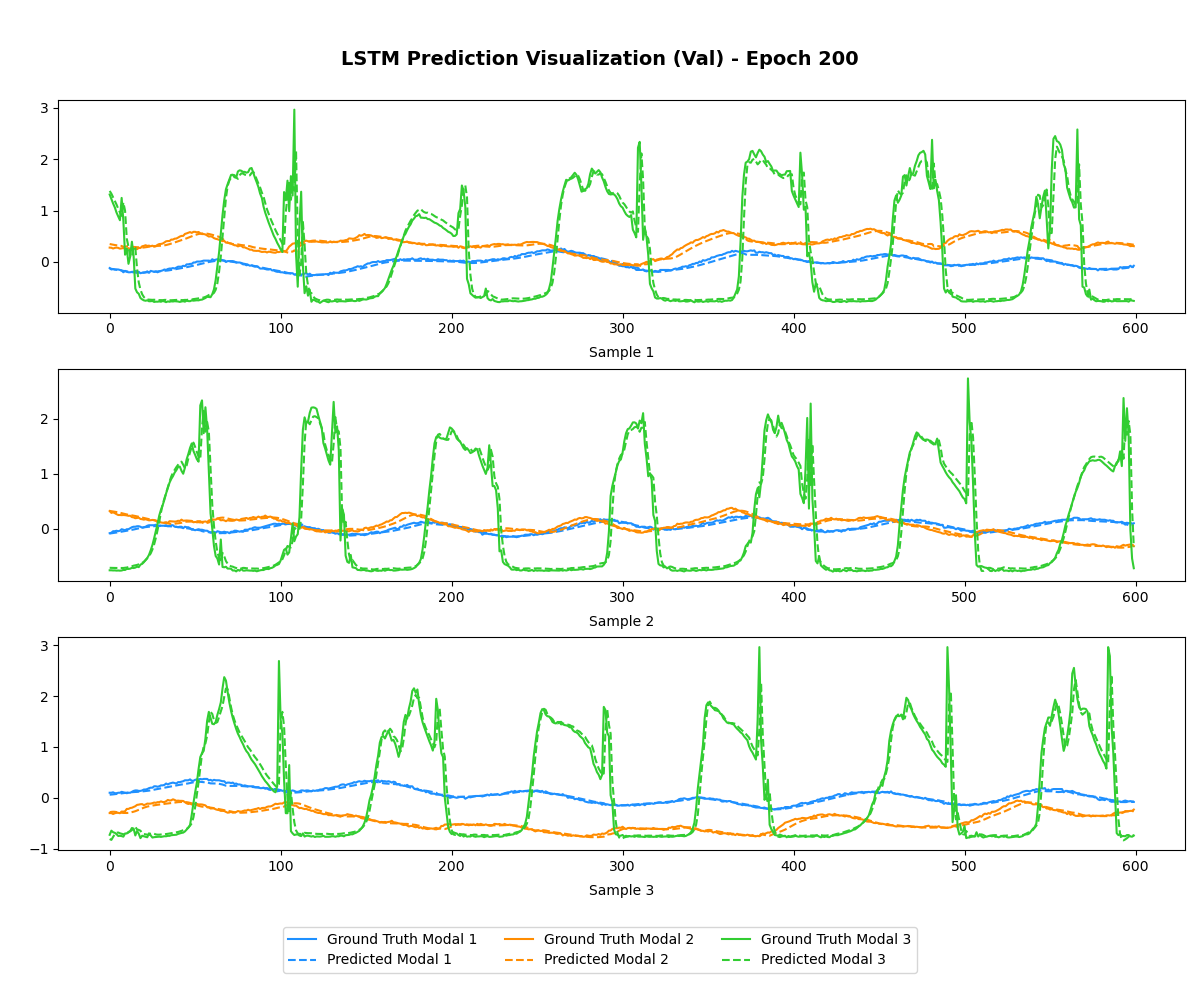 LSTM Prediction Visualization (Val) - Epoch 200
3
2
1
0
0 100 200 300 400 500 600
Sample 1
2
1
0
0 100 200 300 400 500 600
Sample 2
3
2
1
0
−1
0 100 200 300 400 500 600
Sample 3
Ground Truth Modal 1 Ground Truth Modal 2 Ground Truth Modal 3
Predicted Modal 1 Predicted Modal 2 Predicted Modal 3